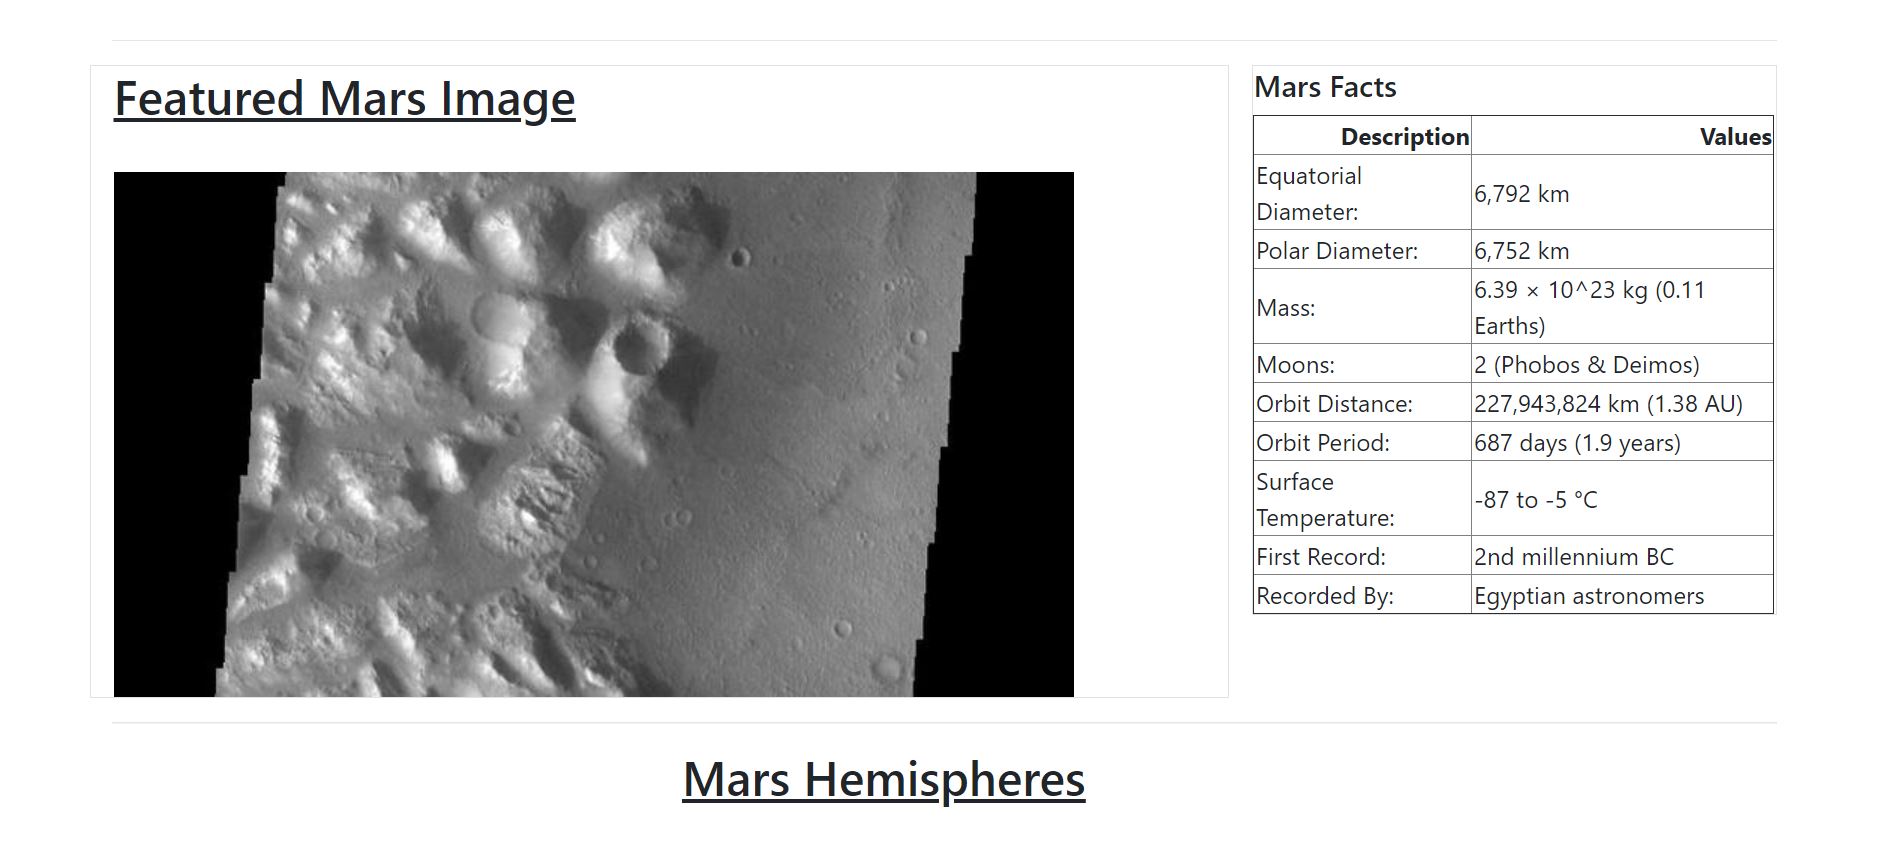 Featured Mars Image
Mars Facts
Description Values
Equatorial
Diameter: 6,792 km
Polar Diameter: 6,752 km
Mass: 6.39 × 10^23 kg (0.11
Earths)
Moons: 2 (Phobos & Deimos)
Orbit Distance: 227,943,824 km (1.38 AU)
Orbit Period: 687 days (1.9 years)
Surface
Temperature: -87 to -5 °C
First Record: 2nd millennium BC
Recorded By: Egyptian astronomers
Mars Hemispheres